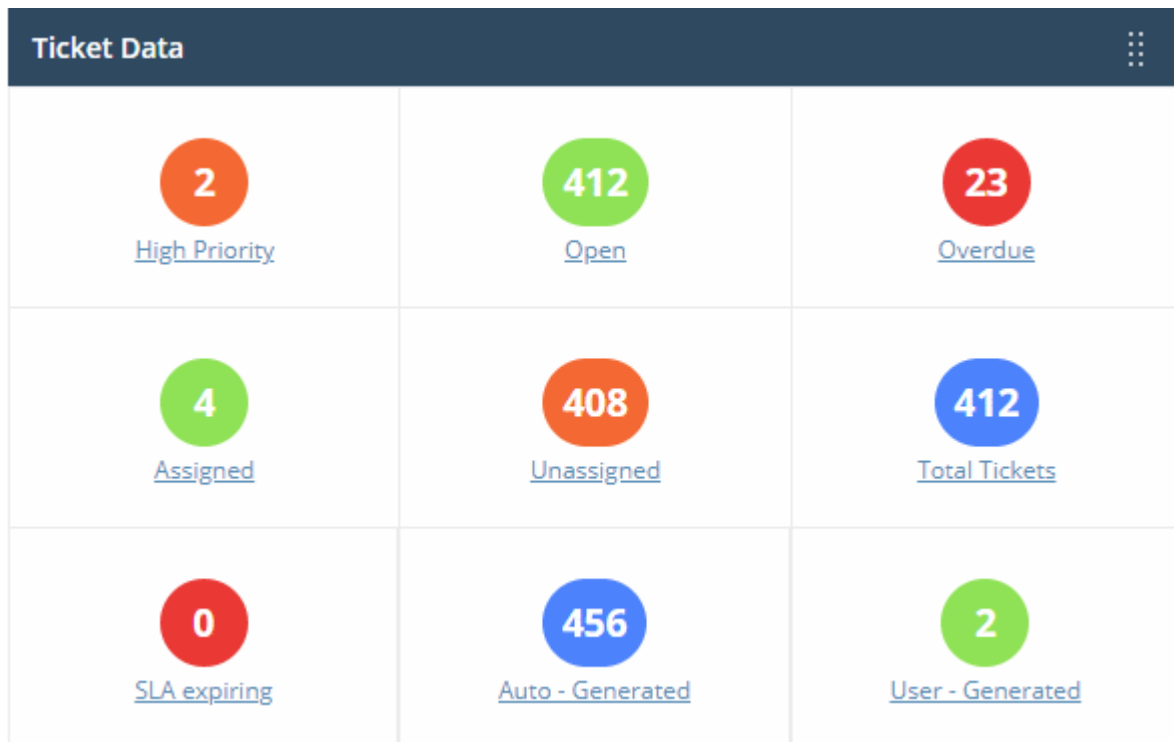 Ticket Data
2
High Priority
412
Open
23
Overdue
4
Assigned
408
Unassigned
412
Total Tickets
0
SLA expiring
456
Auto - Generated
2
User - Generated